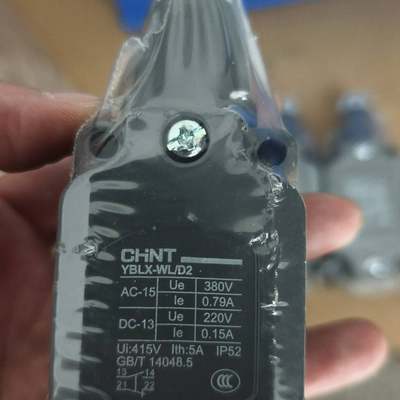 CHNT
YBLX-WL/D2
AC-15 Ue 380V
Ie 0.79A
DC-13 Ue 220V
Ie 0.15A
Ui:415V Ith:5A IP52
GB/T 14048.5
13 14
21 22
CCC